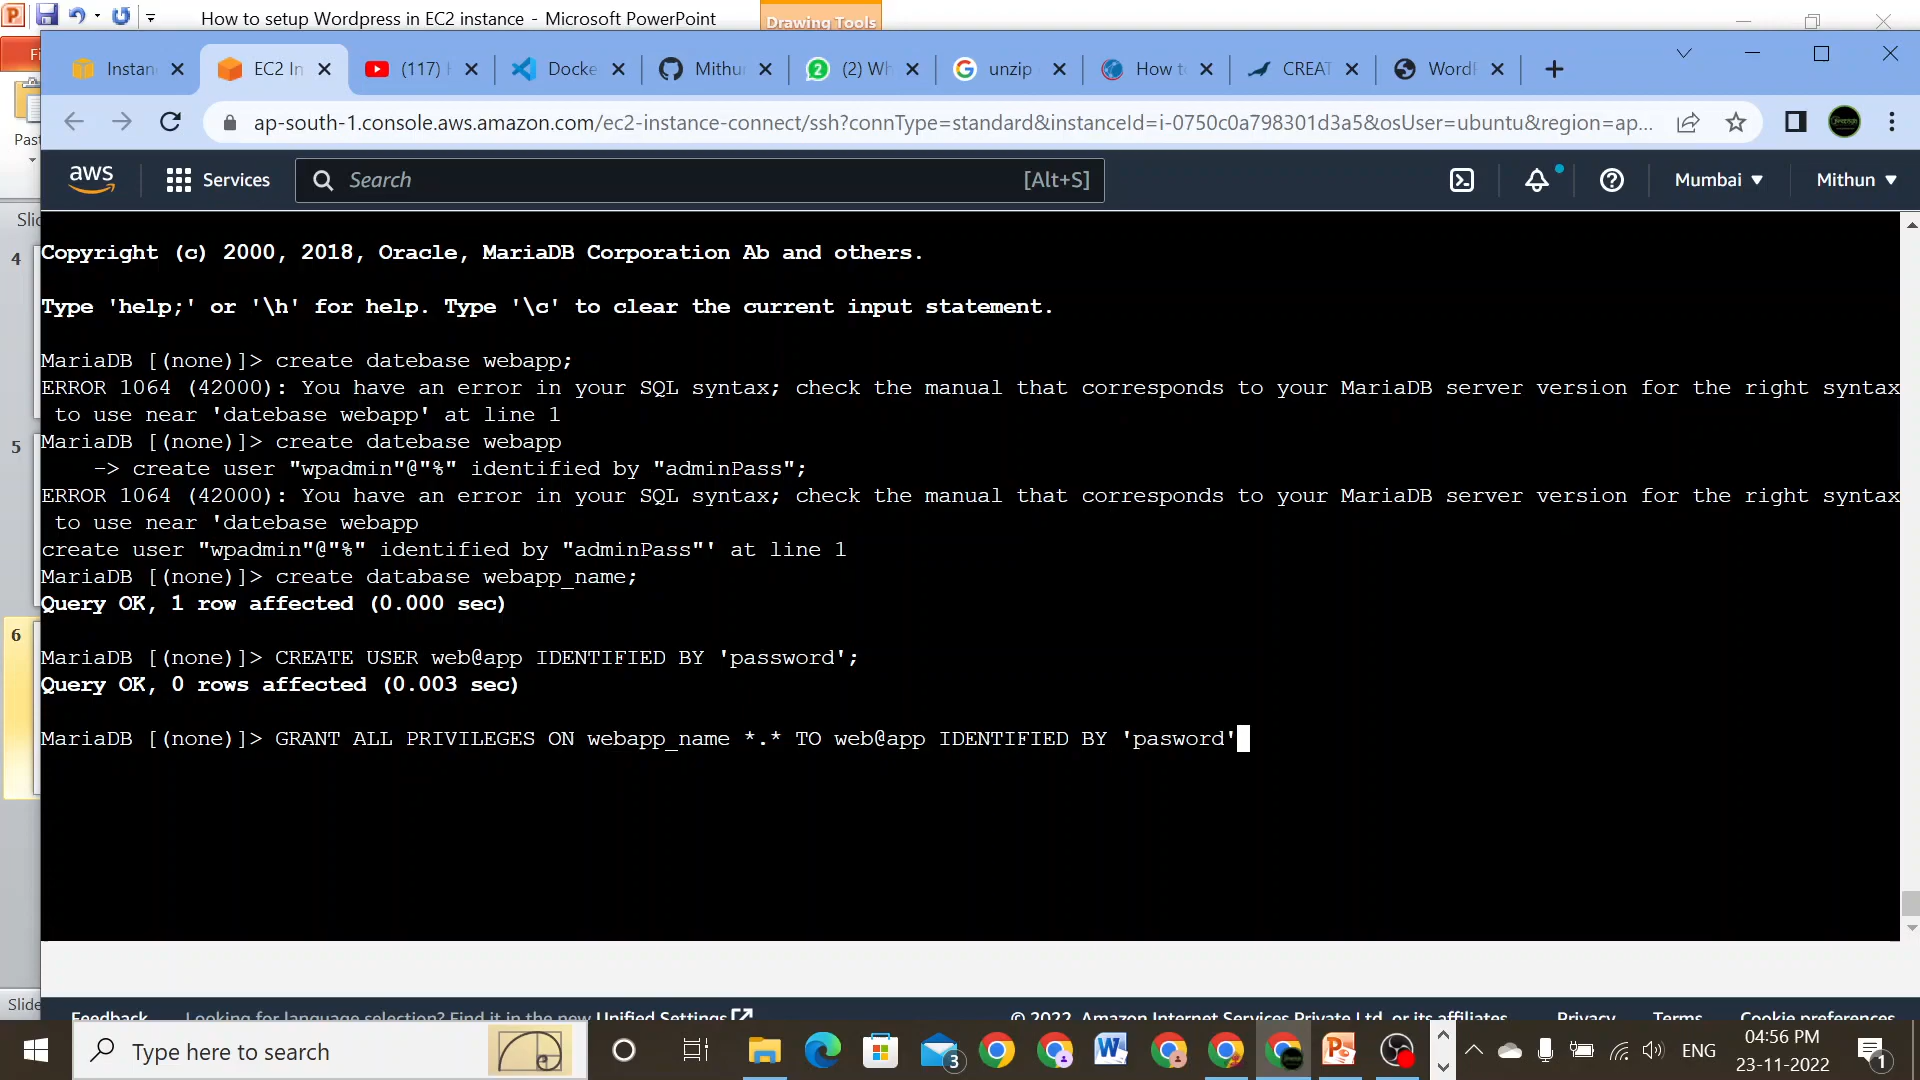 How to setup Wordpress in EC2 instance - Microsoft PowerPoint
Drawing Tools
Instan
EC2 In
(117)
Docke
Mithu
(2) Wh
unzip
How to
CREAT
WordP
ap-south-1.console.aws.amazon.com/ec2-instance-connect/ssh?connType=standard&instanceId=i-0750c0a798301d3a5&osUser=ubuntu&region=ap...
Past
aws
Services
Search
[Alt+S]
Mumbai
Mithun
Slid
4
5
6
Copyright (c) 2000, 2018, Oracle, MariaDB Corporation Ab and others.
Type 'help;' or '\h' for help. Type '\c' to clear the current input statement.
MariaDB [(none)]> create datebase webapp;
ERROR 1064 (42000): You have an error in your SQL syntax; check the manual that corresponds to your MariaDB server version for the right syntax
to use near 'datebase webapp' at line 1
MariaDB [(none)]> create datebase webapp
-> create user "wpadmin"@"%" identified by "adminPass";
ERROR 1064 (42000): You have an error in your SQL syntax; check the manual that corresponds to your MariaDB server version for the right syntax
to use near 'datebase webapp
create user "wpadmin"@"%" identified by "adminPass"' at line 1
MariaDB [(none)]> create database webapp_name;
Query OK, 1 row affected (0.000 sec)
MariaDB [(none)]> CREATE USER web@app IDENTIFIED BY 'password';
Query OK, 0 rows affected (0.003 sec)
MariaDB [(none)]> GRANT ALL PRIVILEGES ON webapp_name *.* TO web@app IDENTIFIED BY 'pasword'
Slide
Feedback
Looking for language selection? Find it in the new Unified Settings
© 2022, Amazon Internet Services Private Ltd. or its affiliates.
Privacy
Terms
Cookie preferences
Type here to search
3
ENG
04:56 PM
23-11-2022
1